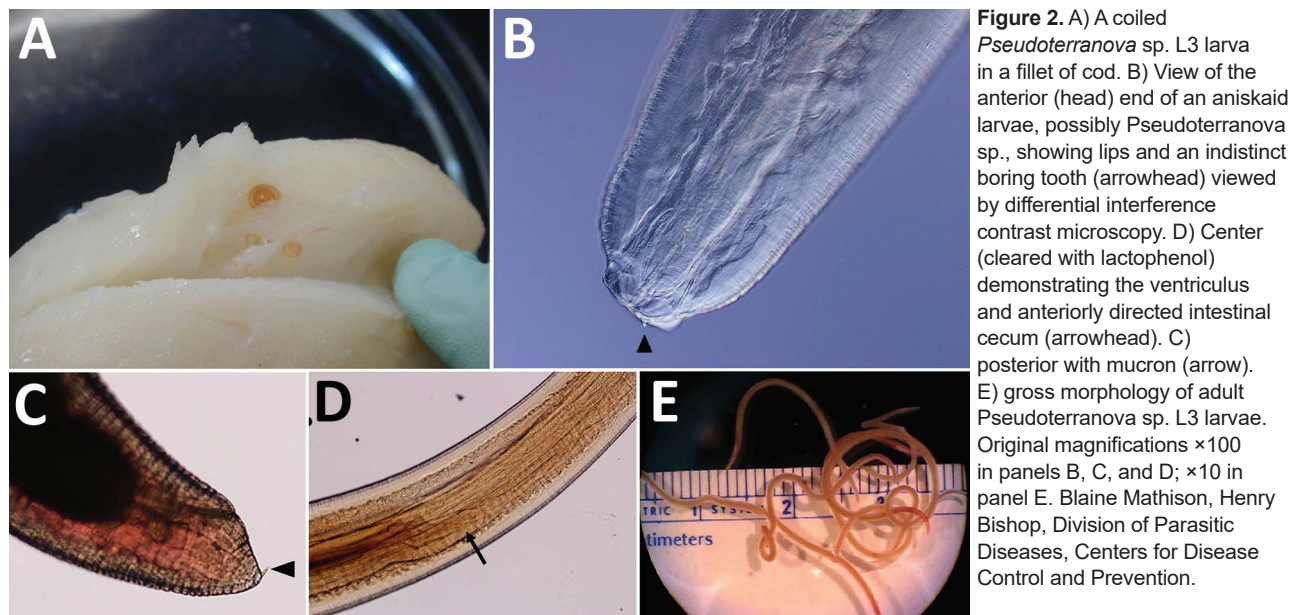 A
B
C
D
E
TRIC 1 SYS 2 3
timeters
Figure 2. A) A coiled
Pseudoterranova sp. L3 larva
in a fillet of cod. B) View of the
anterior (head) end of an aniskaid
larvae, possibly Pseudoterranova
sp., showing lips and an indistinct
boring tooth (arrowhead) viewed
by differential interference
contrast microscopy. D) Center
(cleared with lactophenol)
demonstrating the ventriculus
and anteriorly directed intestinal
cecum (arrowhead). C)
posterior with mucron (arrow).
E) gross morphology of adult
Pseudoterranova sp. L3 larvae.
Original magnifications ×100
in panels B, C, and D; ×10 in
panel E. Blaine Mathison, Henry
Bishop, Division of Parasitic
Diseases, Centers for Disease
Control and Prevention.